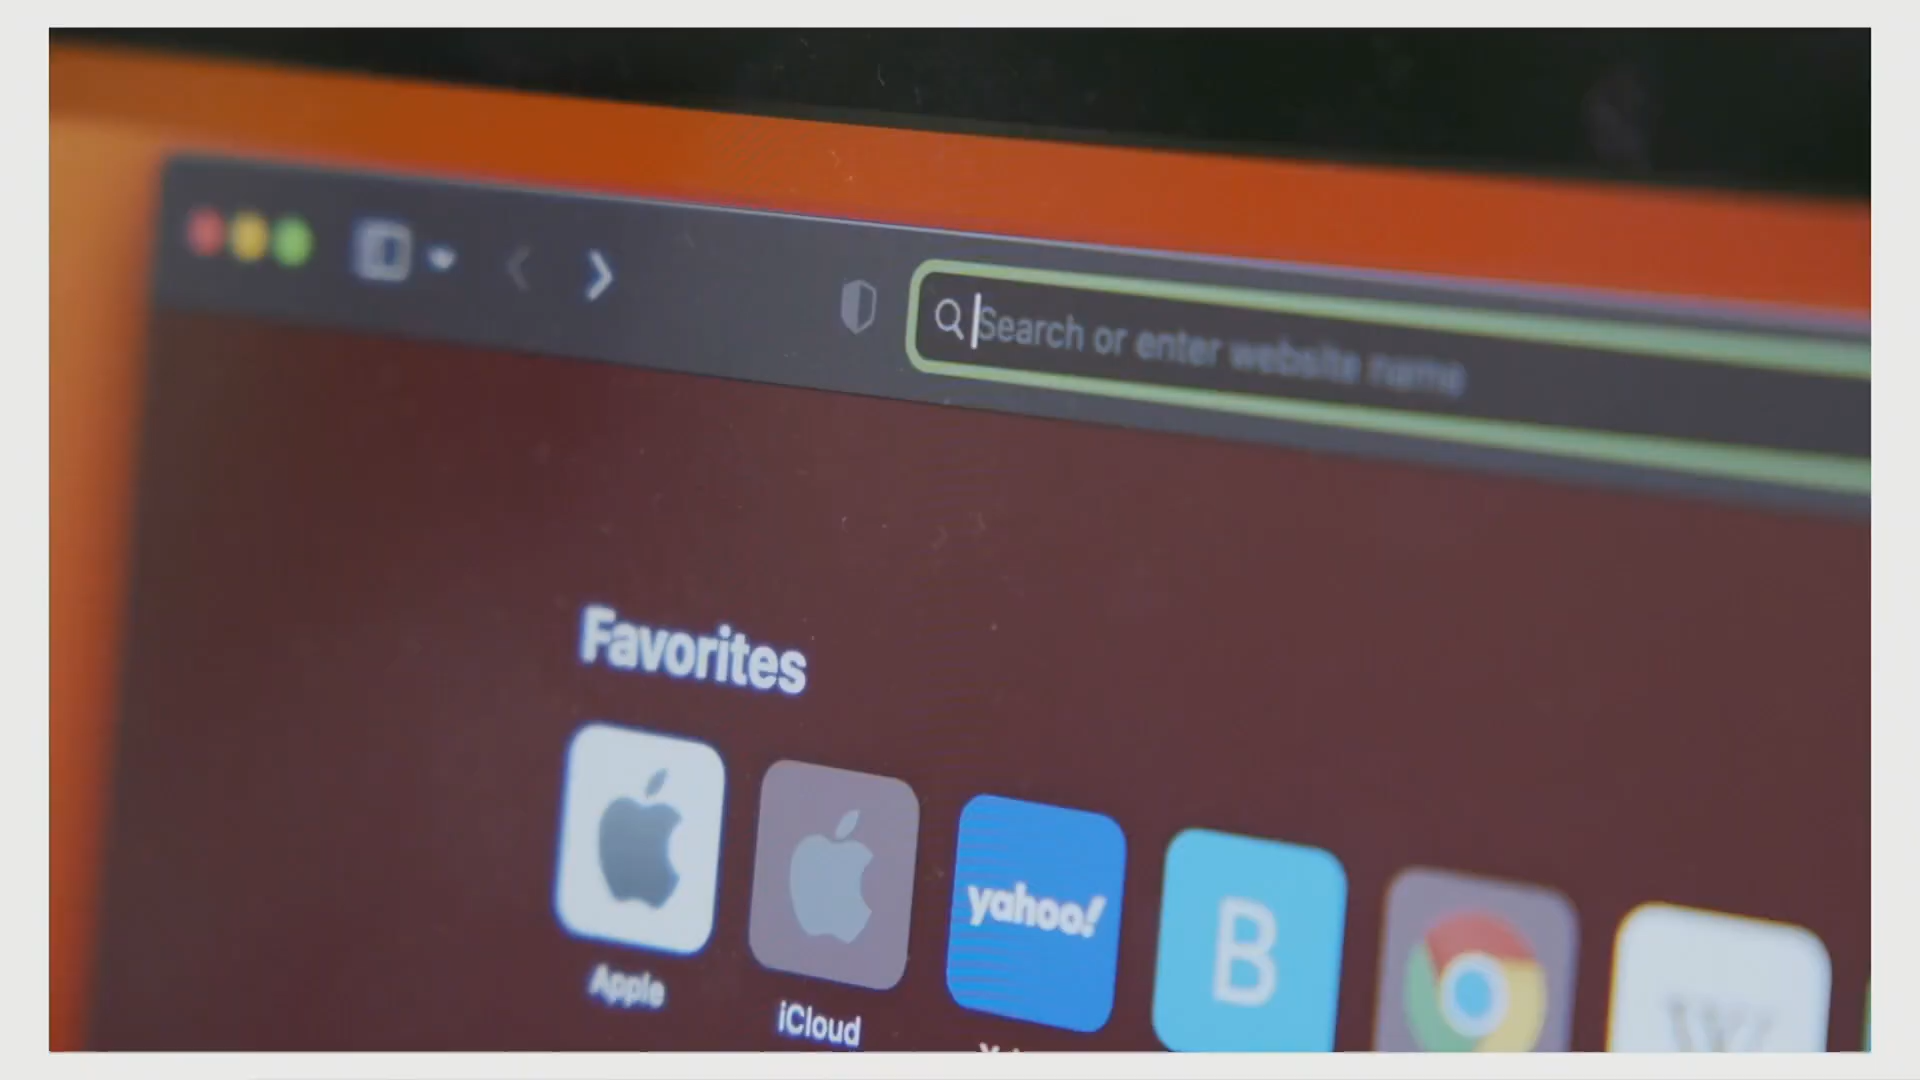 Search or enter website name
Favorites
yahoo!
B
W
Apple
iCloud